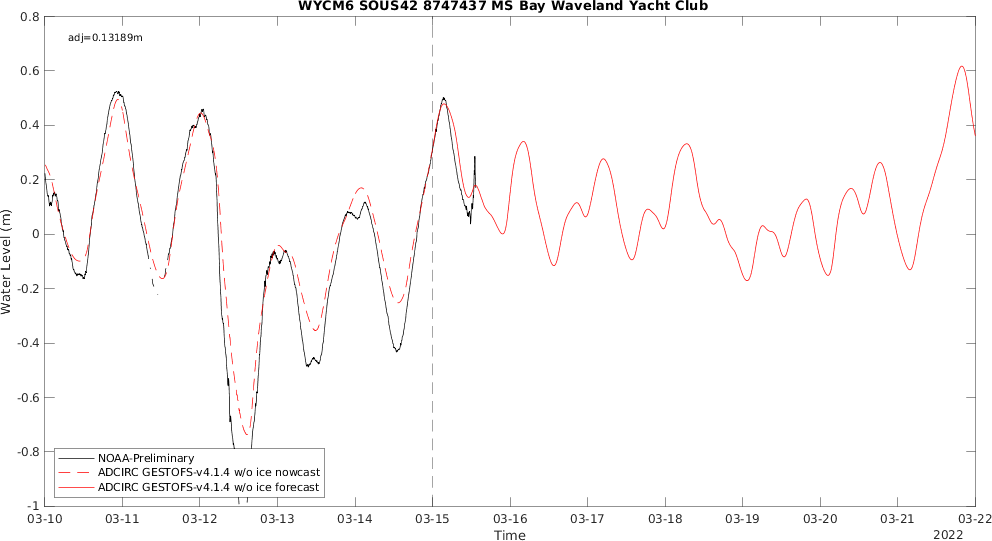 WYCM6 SOUS42 8747437 MS Bay Waveland Yacht Club
adj=0.13189m
0.8
0.6
0.4
0.2
0
-0.2
-0.4
-0.6
-0.8
-1
Water Level (m)
NOAA-Preliminary
ADCIRC GESTOFS-v4.1.4 w/o ice nowcast
ADCIRC GESTOFS-v4.1.4 w/o ice forecast
03-10 03-11 03-12 03-13 03-14 03-15 03-16 03-17 03-18 03-19 03-20 03-21 03-22
Time
2022